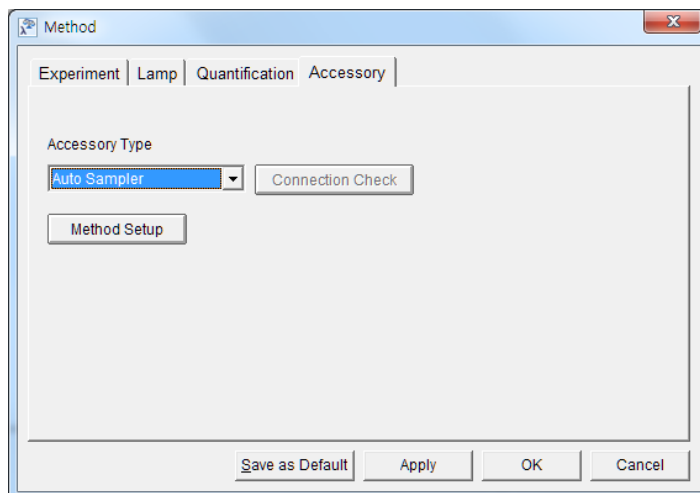 Method
Experiment Lamp Quantification Accessory
Accessory Type
Auto Sampler Connection Check
Method Setup
Save as Default Apply OK Cancel